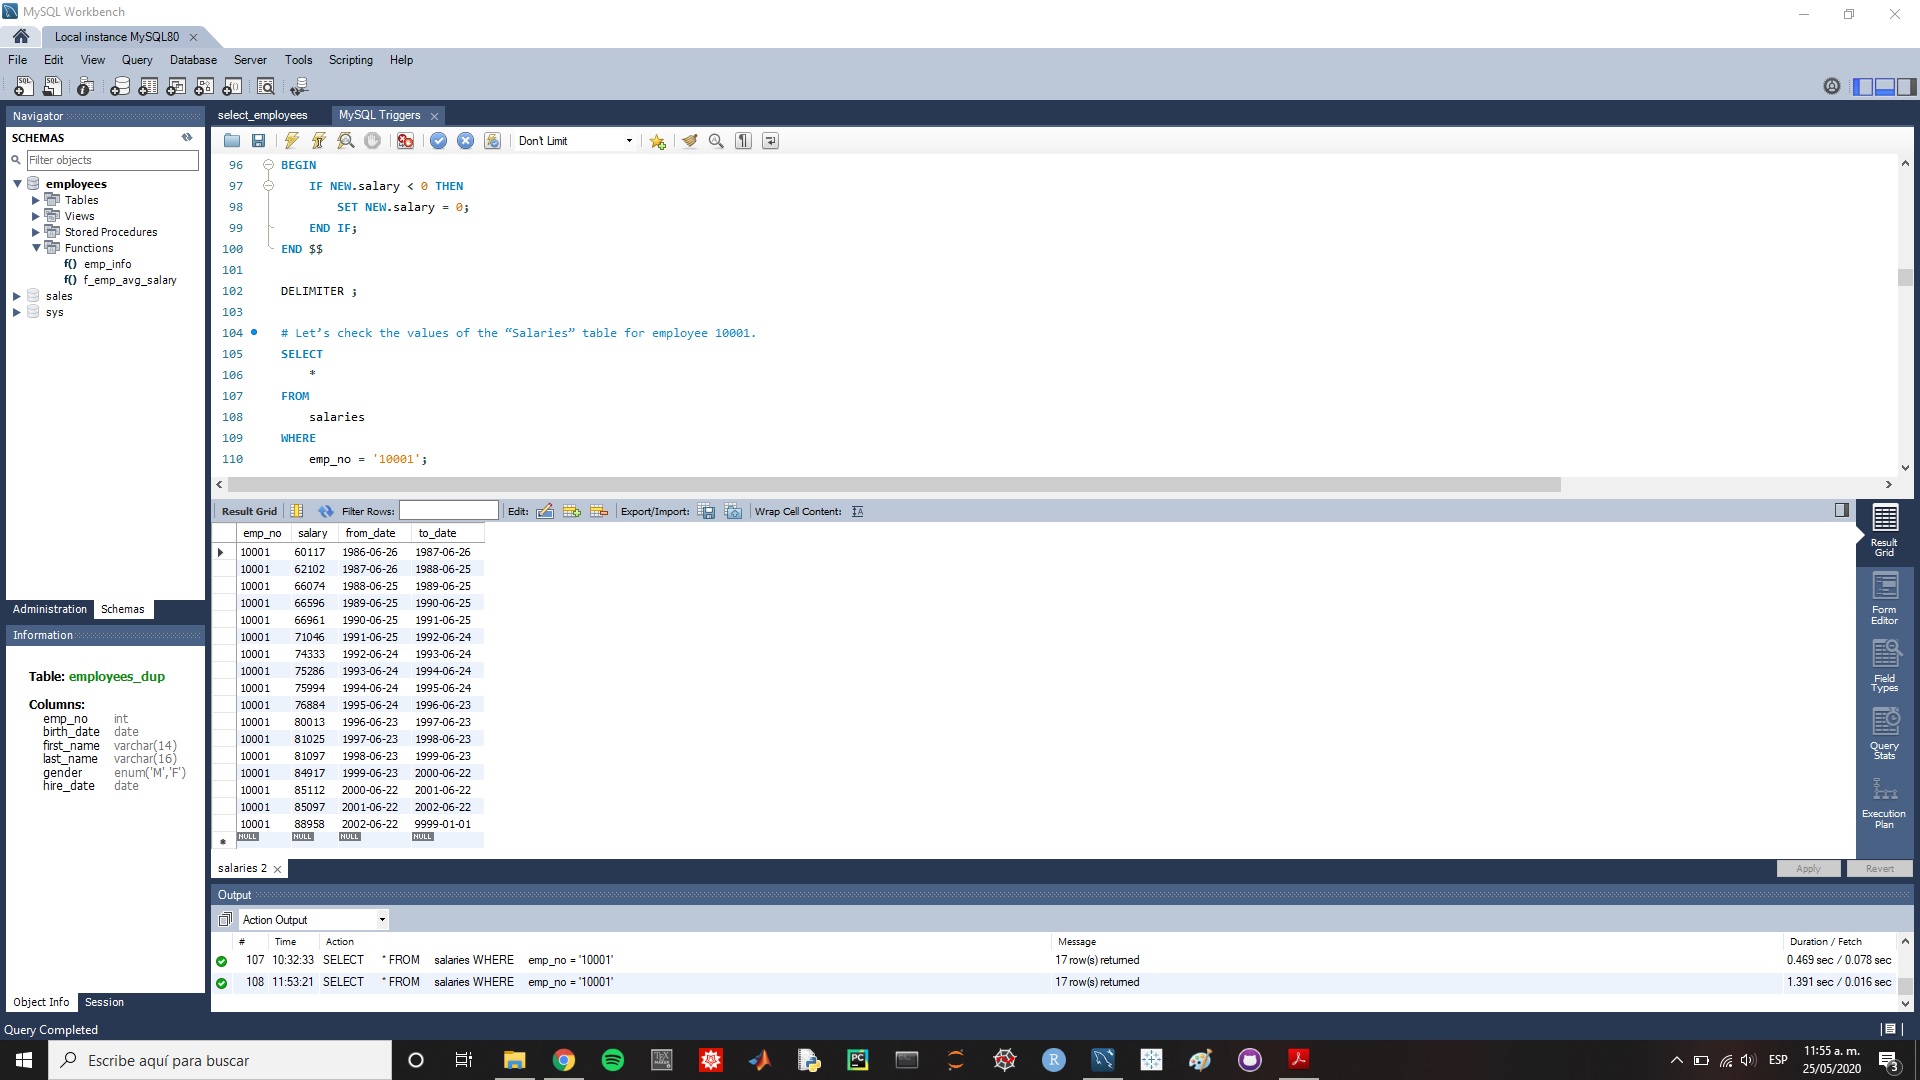 MySQL Workbench
Local instance MySQL80
File Edit View Query Database Server Tools Scripting Help
Navigator
SCHEMAS
Filter objects
employees
Tables
Views
Stored Procedures
Functions
f() emp_info
f() f_emp_avg_salary
sales
sys
Administration Schemas
Information
Table: employees_dup
Columns:
emp_no int
birth_date date
first_name varchar(14)
last_name varchar(16)
gender enum('M','F')
hire_date date
Object Info Session
select_employees MySQL Triggers
Don't Limit
96 BEGIN
97 IF NEW.salary < 0 THEN
98 SET NEW.salary = 0;
99 END IF;
100 END $$
101
102 DELIMITER ;
103
104 # Let’s check the values of the “Salaries” table for employee 10001.
105 SELECT
106 *
107 FROM
108 salaries
109 WHERE
110 emp_no = '10001';
Result Grid Filter Rows: Edit: Export/Import: Wrap Cell Content:
emp_no salary from_date to_date
10001 60117 1986-06-26 1987-06-26
10001 62102 1987-06-26 1988-06-25
10001 66074 1988-06-25 1989-06-25
10001 66596 1989-06-25 1990-06-25
10001 66961 1990-06-25 1991-06-25
10001 71046 1991-06-25 1992-06-24
10001 74333 1992-06-24 1993-06-24
10001 75286 1993-06-24 1994-06-24
10001 75994 1994-06-24 1995-06-24
10001 76884 1995-06-24 1996-06-23
10001 80013 1996-06-23 1997-06-23
10001 81025 1997-06-23 1998-06-23
10001 81097 1998-06-23 1999-06-23
10001 84917 1999-06-23 2000-06-22
10001 85112 2000-06-22 2001-06-22
10001 85097 2001-06-22 2002-06-22
10001 88958 2002-06-22 9999-01-01
NULL NULL NULL NULL
Result
Grid
Form
Editor
Field
Types
Query
Stats
Execution
Plan
salaries 2
Apply Revert
Output
Action Output
# Time Action Message Duration / Fetch
107 10:32:33 SELECT * FROM salaries WHERE emp_no = '10001' 17 row(s) returned 0.469 sec / 0.078 sec
108 11:53:21 SELECT * FROM salaries WHERE emp_no = '10001' 17 row(s) returned 1.391 sec / 0.016 sec
Query Completed
Escribe aquí para buscar
ESP
11:55 a. m.
25/05/2020
3